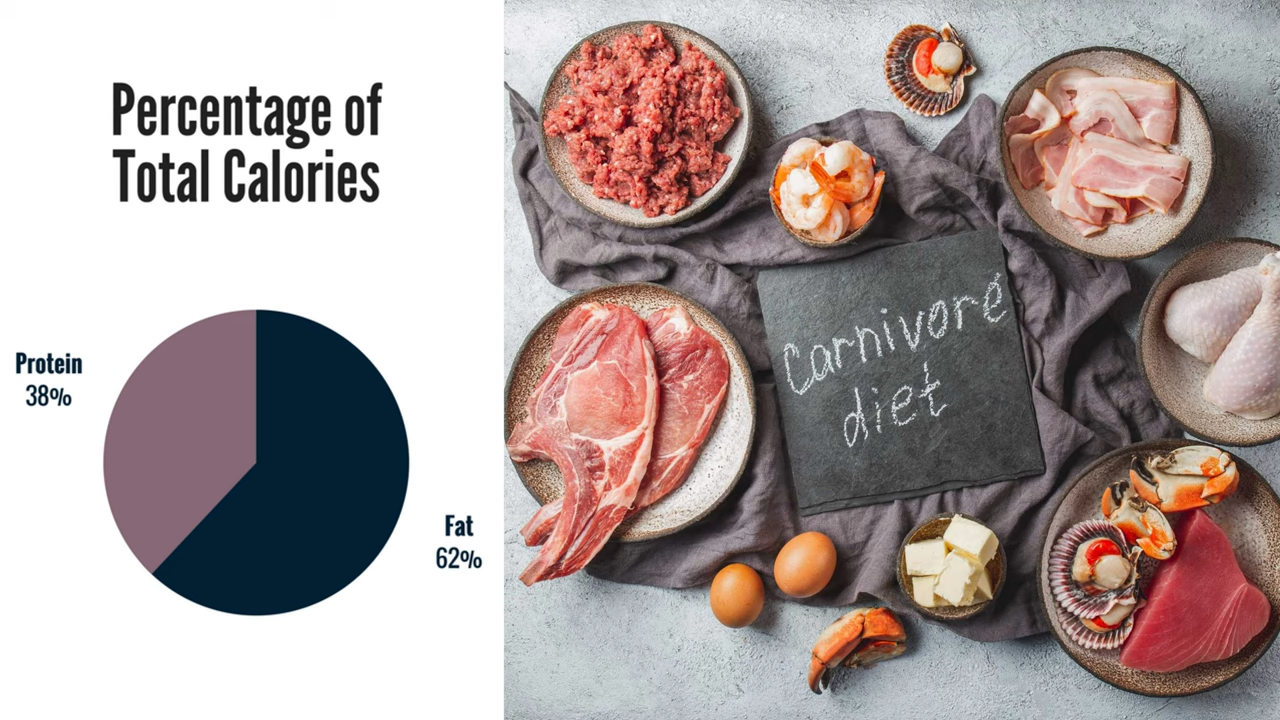 Percentage of
Total Calories
Protein
38%
Fat
62%
Carnivore
diet